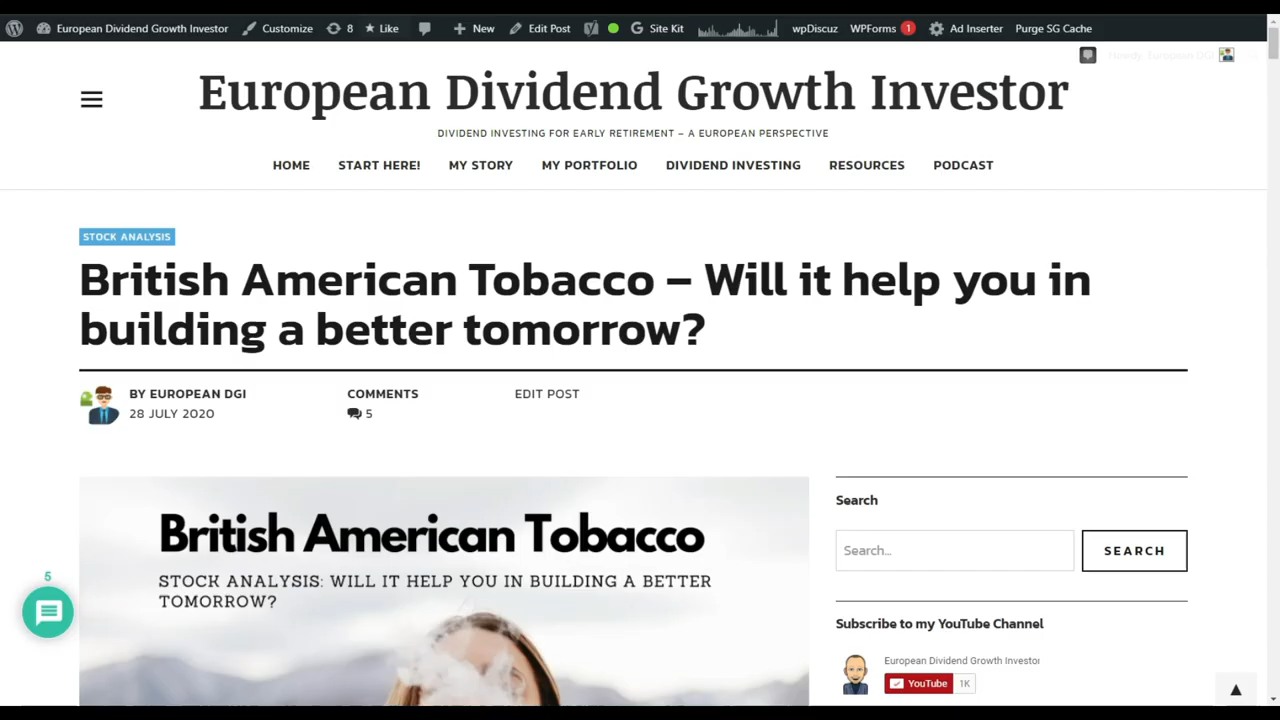 European Dividend Growth Investor Customize 8 Like New Edit Post Site Kit wpDiscuz WPForms 1 Ad Inserter Purge SG Cache
Howdy, European DGI
European Dividend Growth Investor
DIVIDEND INVESTING FOR EARLY RETIREMENT – A EUROPEAN PERSPECTIVE
HOME START HERE! MY STORY MY PORTFOLIO DIVIDEND INVESTING RESOURCES PODCAST
STOCK ANALYSIS
British American Tobacco – Will it help you in
building a better tomorrow?
BY EUROPEAN DGI
28 JULY 2020
COMMENTS
5
EDIT POST
British American Tobacco
STOCK ANALYSIS: WILL IT HELP YOU IN BUILDING A BETTER
TOMORROW?
5
Search
Search...
SEARCH
Subscribe to my YouTube Channel
European Dividend Growth Investor
YouTube 1K